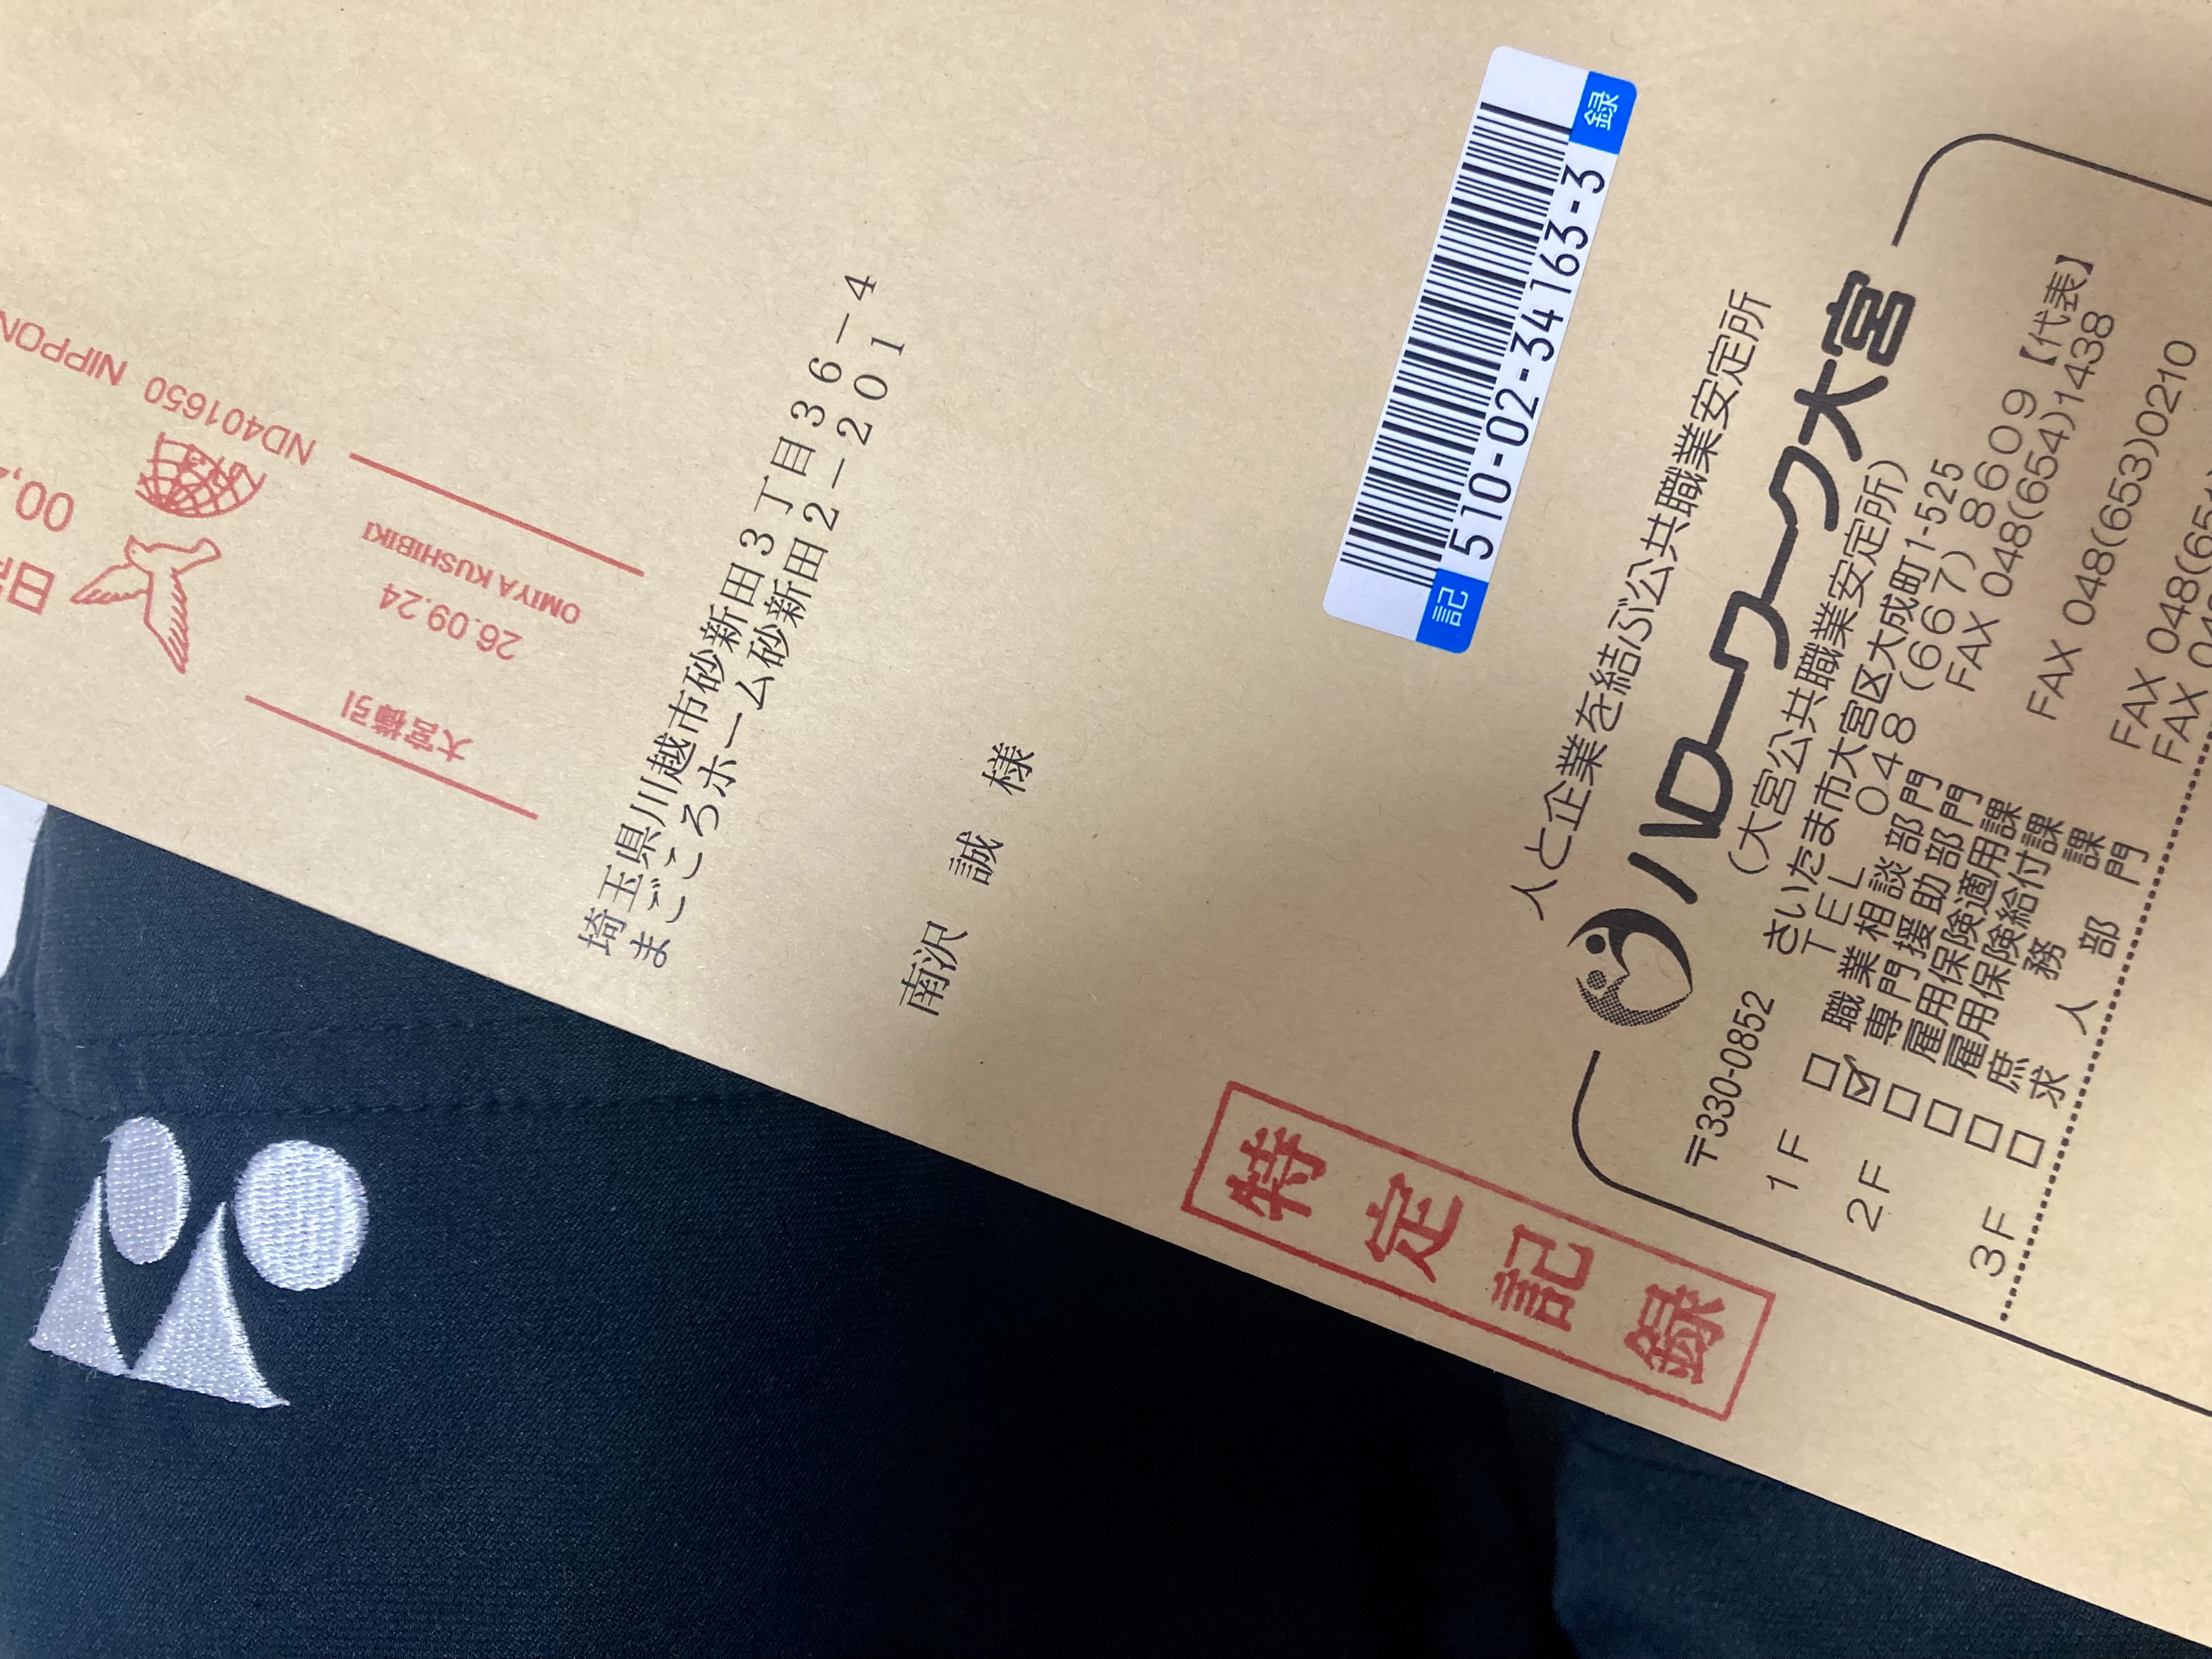 NIPPON
ND401650
00,
OMIYA KUSHIBIKI
26.09.24
大宮櫛引
埼玉県川越市砂新田3丁目36-4
まごころホーム砂新田2-201
南沢 誠 様
記 510-02-34163-3 録
特定記録
人と企業を結ぶ公共職業安定所
ハローワーク大宮
(大宮公共職業安定所)
〒330-0852 さいたま市大宮区大成町1-525
TEL 048(667)8609【代表】
1F □ 職業相談部門 FAX 048(654)1438
☑ 専門援助部門
2F □ 雇用保険適用課 FAX 048(653)0210
□ 雇用保険給付課
□ 庶務課 FAX 048(65
3F □ 求人部門 FAX 04